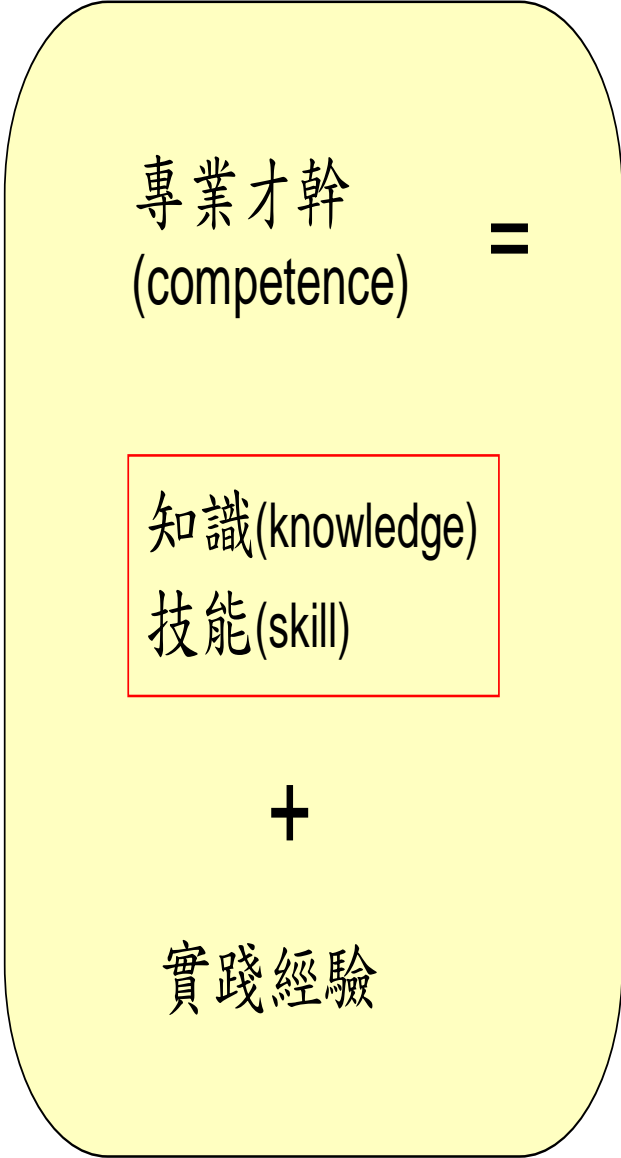 專業才幹 =
(competence)
知識(knowledge)
技能(skill)
+
實踐經驗